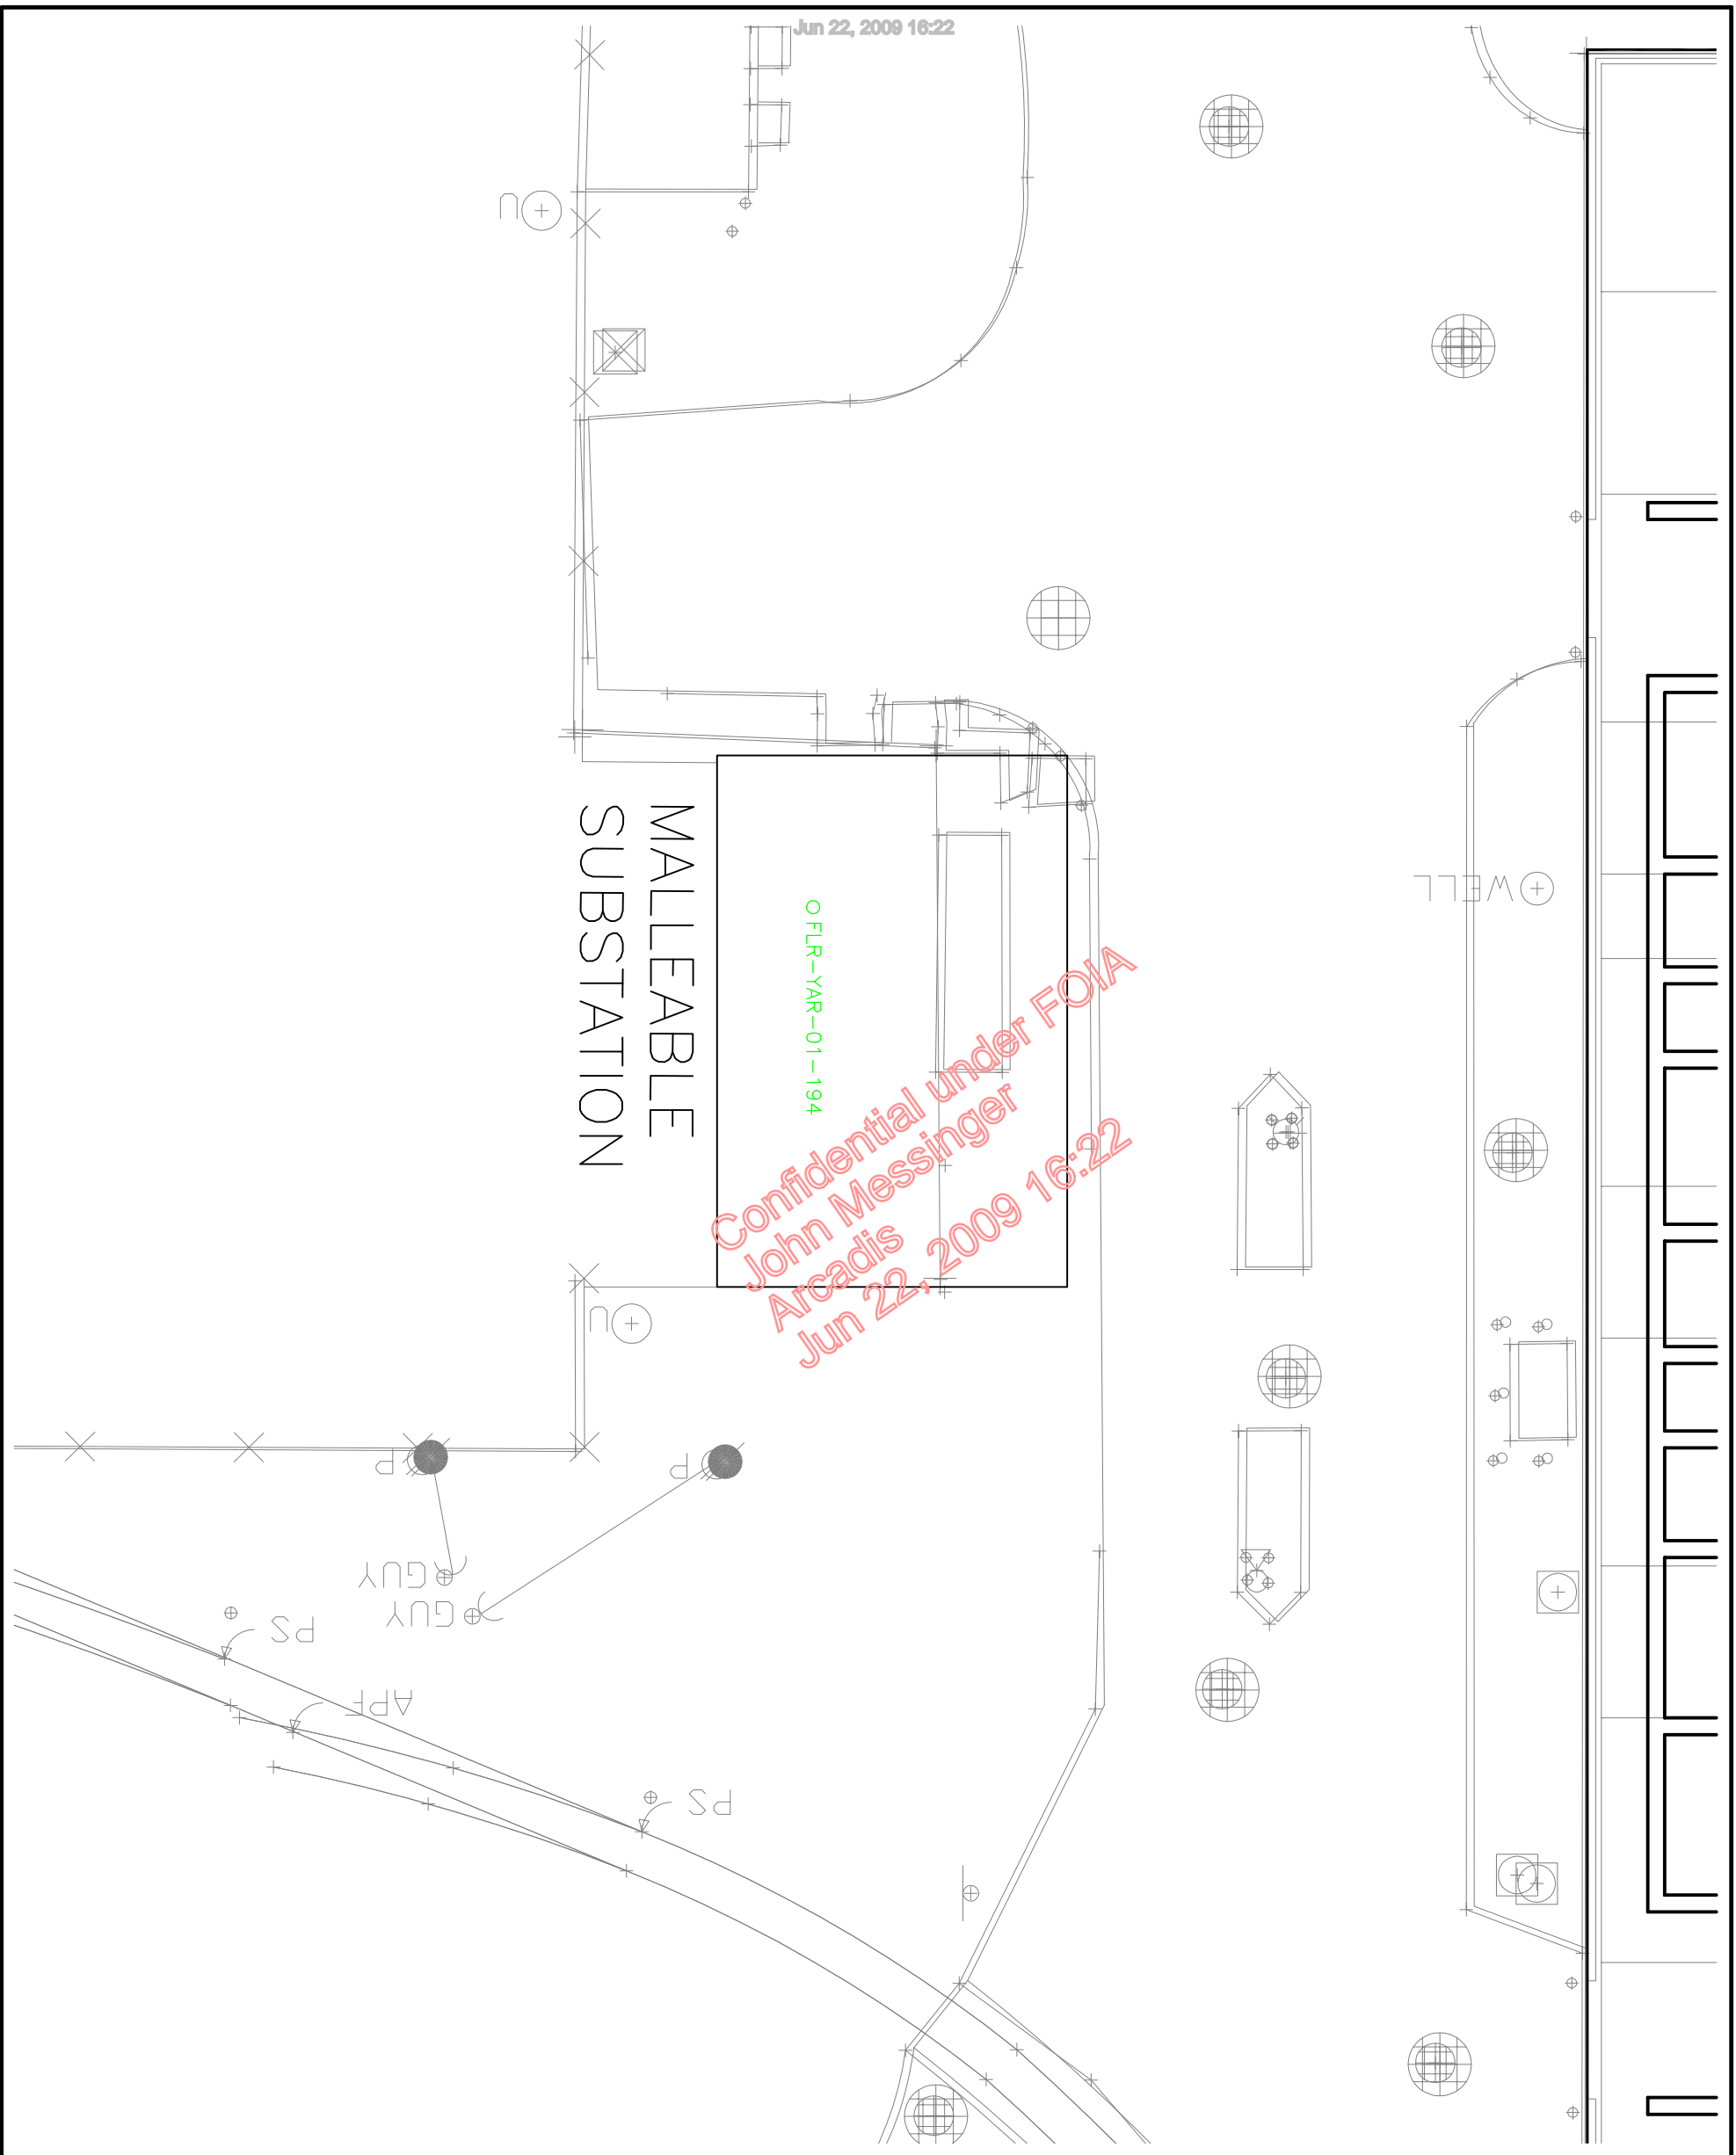 Jun 22, 2009 16:22
U
WELL
MALLEABLE
SUBSTATION
FLR-YAR-01-194
Confidential under FOIA
John Messinger
Arcadis
Jun 22, 2009 16:22
U
P
P
GUY
GUY
PS
APF
PS